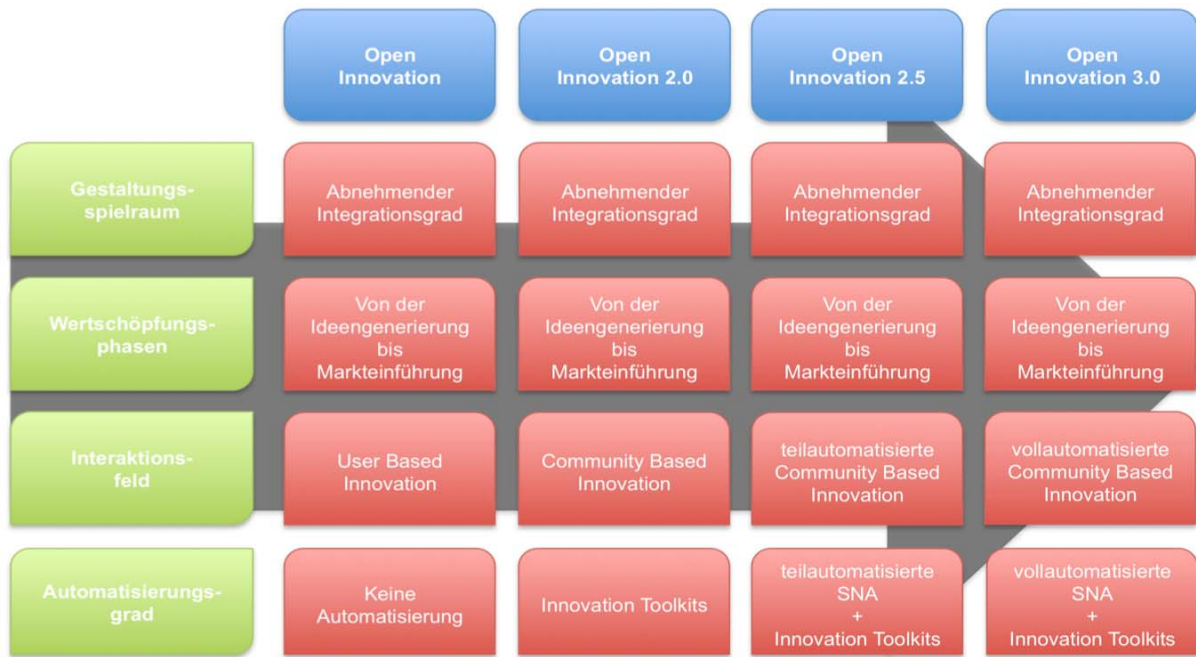 Open
Innovation
Open
Innovation 2.0
Open
Innovation 2.5
Open
Innovation 3.0
Gestaltungs-
spielraum
Abnehmender
Integrationsgrad
Abnehmender
Integrationsgrad
Abnehmender
Integrationsgrad
Abnehmender
Integrationsgrad
Wertschöpfungs-
phasen
Von der
Ideengenerierung
bis
Markteinführung
Von der
Ideengenerierung
bis
Markteinführung
Von der
Ideengenerierung
bis
Markteinführung
Von der
Ideengenerierung
bis
Markteinführung
Interaktions-
feld
User Based
Innovation
Community Based
Innovation
teilautomatisierte
Community Based
Innovation
vollautomatisierte
Community Based
Innovation
Automatisierungs-
grad
Keine
Automatisierung
Innovation Toolkits
teilautomatisierte
SNA
+
Innovation Toolkits
vollautomatisierte
SNA
+
Innovation Toolkits